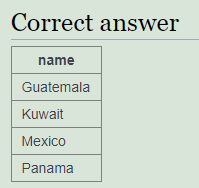 Correct answer
name
Guatemala
Kuwait
Mexico
Panama